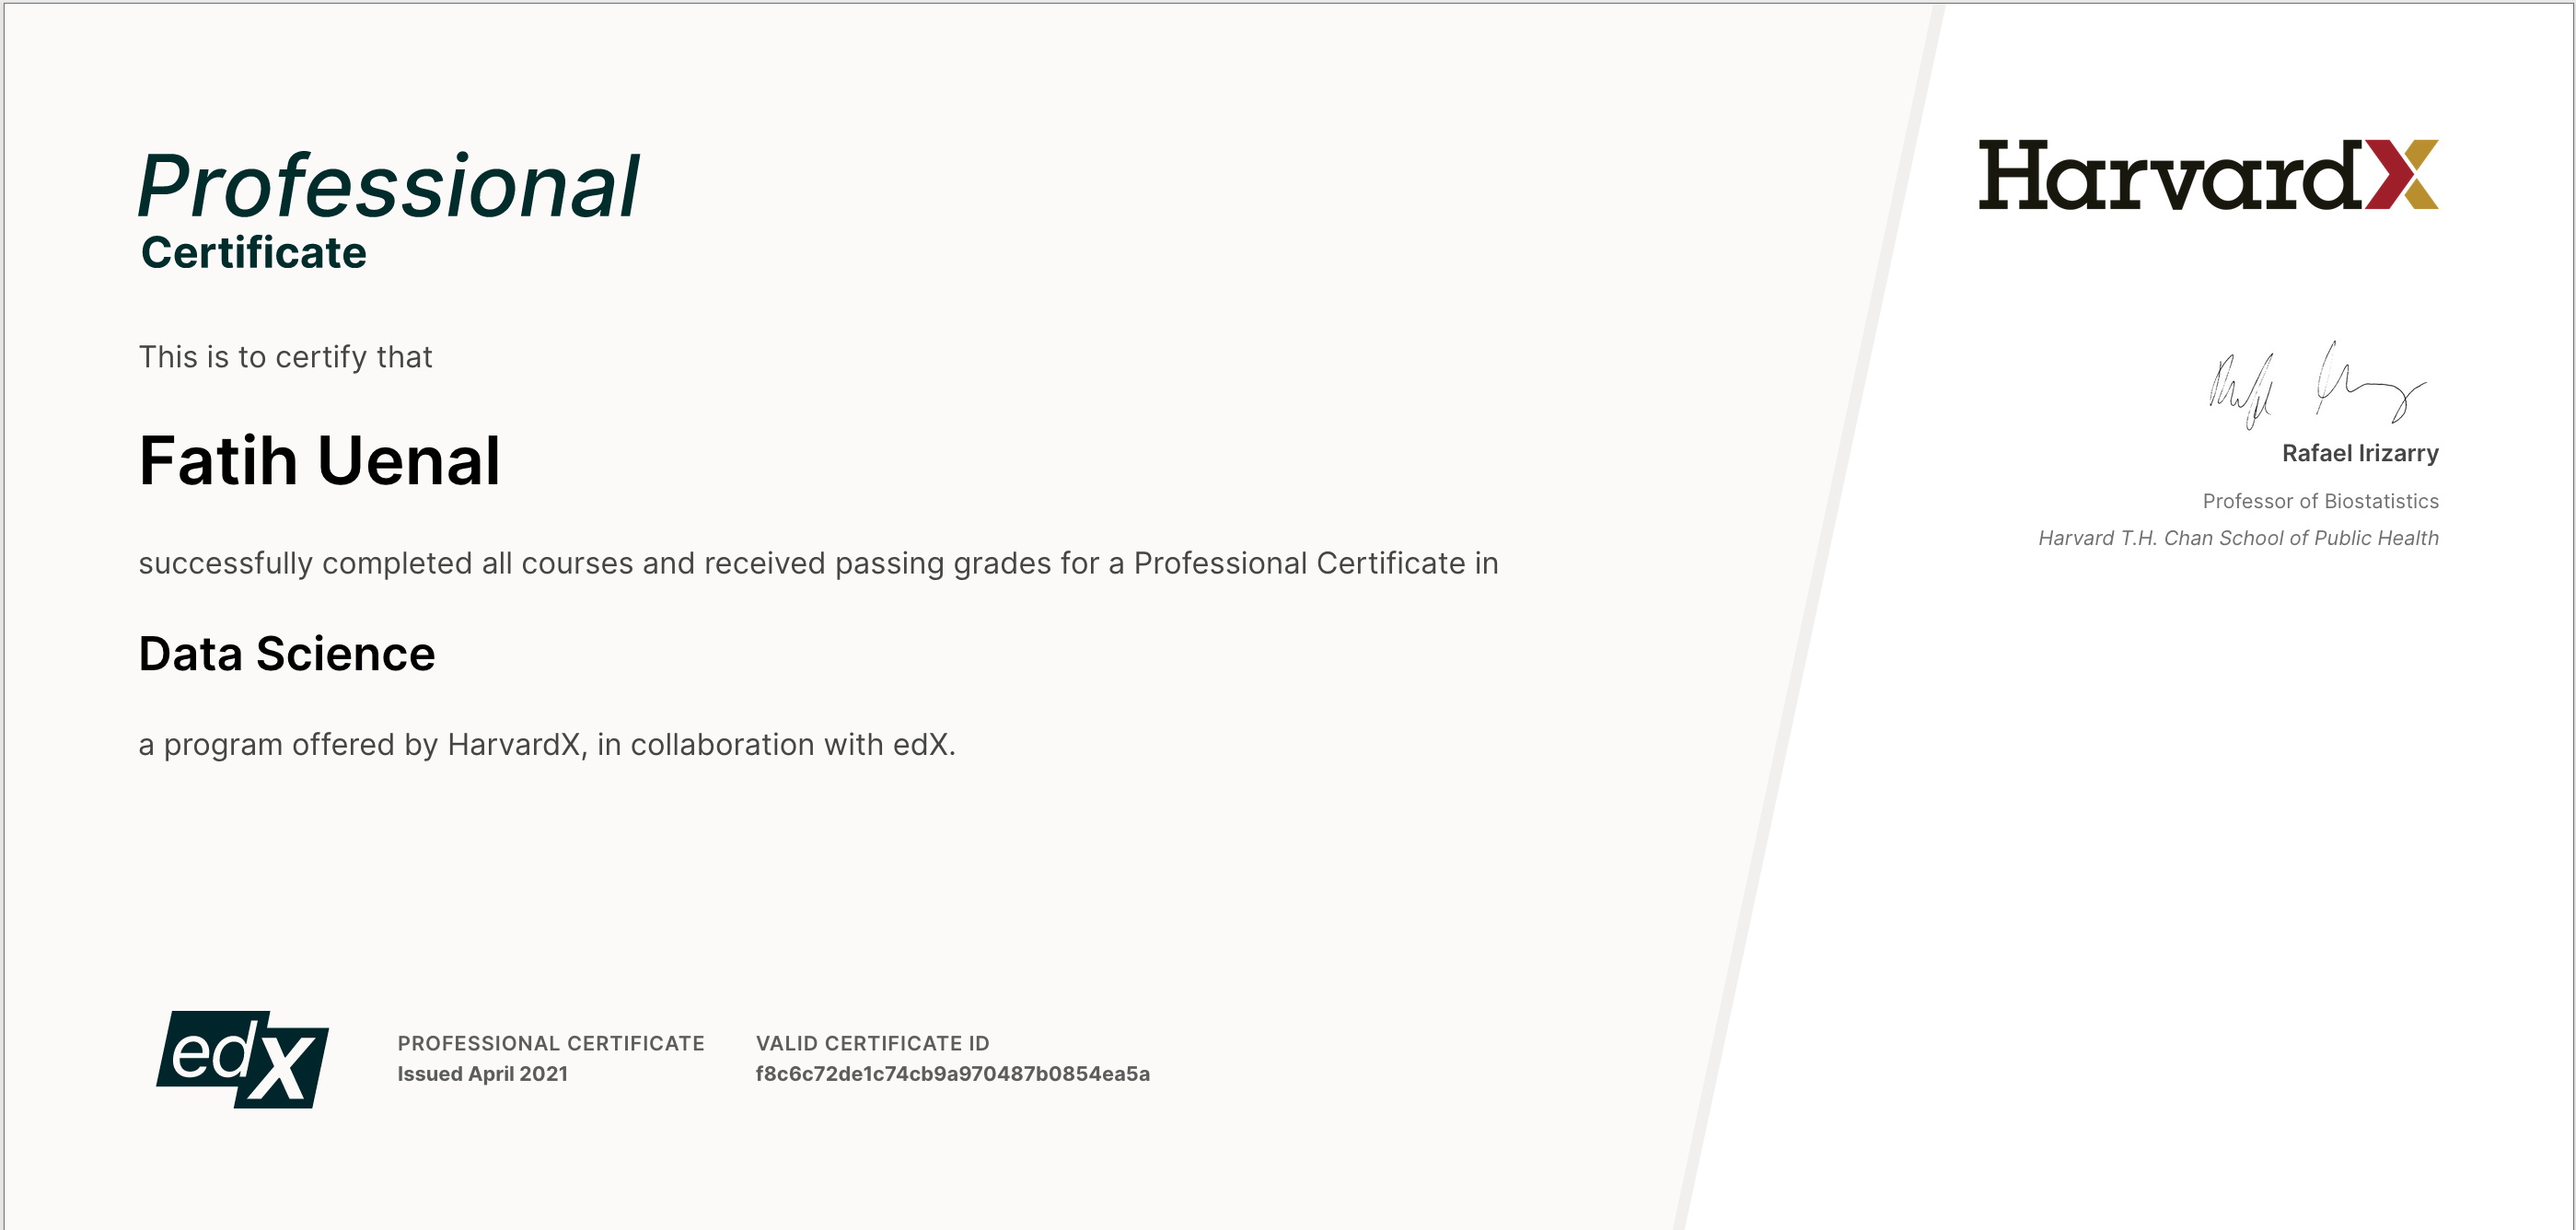 Professional
Certificate
This is to certify that
Fatih Uenal
successfully completed all courses and received passing grades for a Professional Certificate in
Data Science
a program offered by HarvardX, in collaboration with edX.
edX
PROFESSIONAL CERTIFICATE
Issued April 2021
VALID CERTIFICATE ID
f8c6c72de1c74cb9a970487b0854ea5a
HarvardX
Rafael Irizarry
Professor of Biostatistics
Harvard T.H. Chan School of Public Health